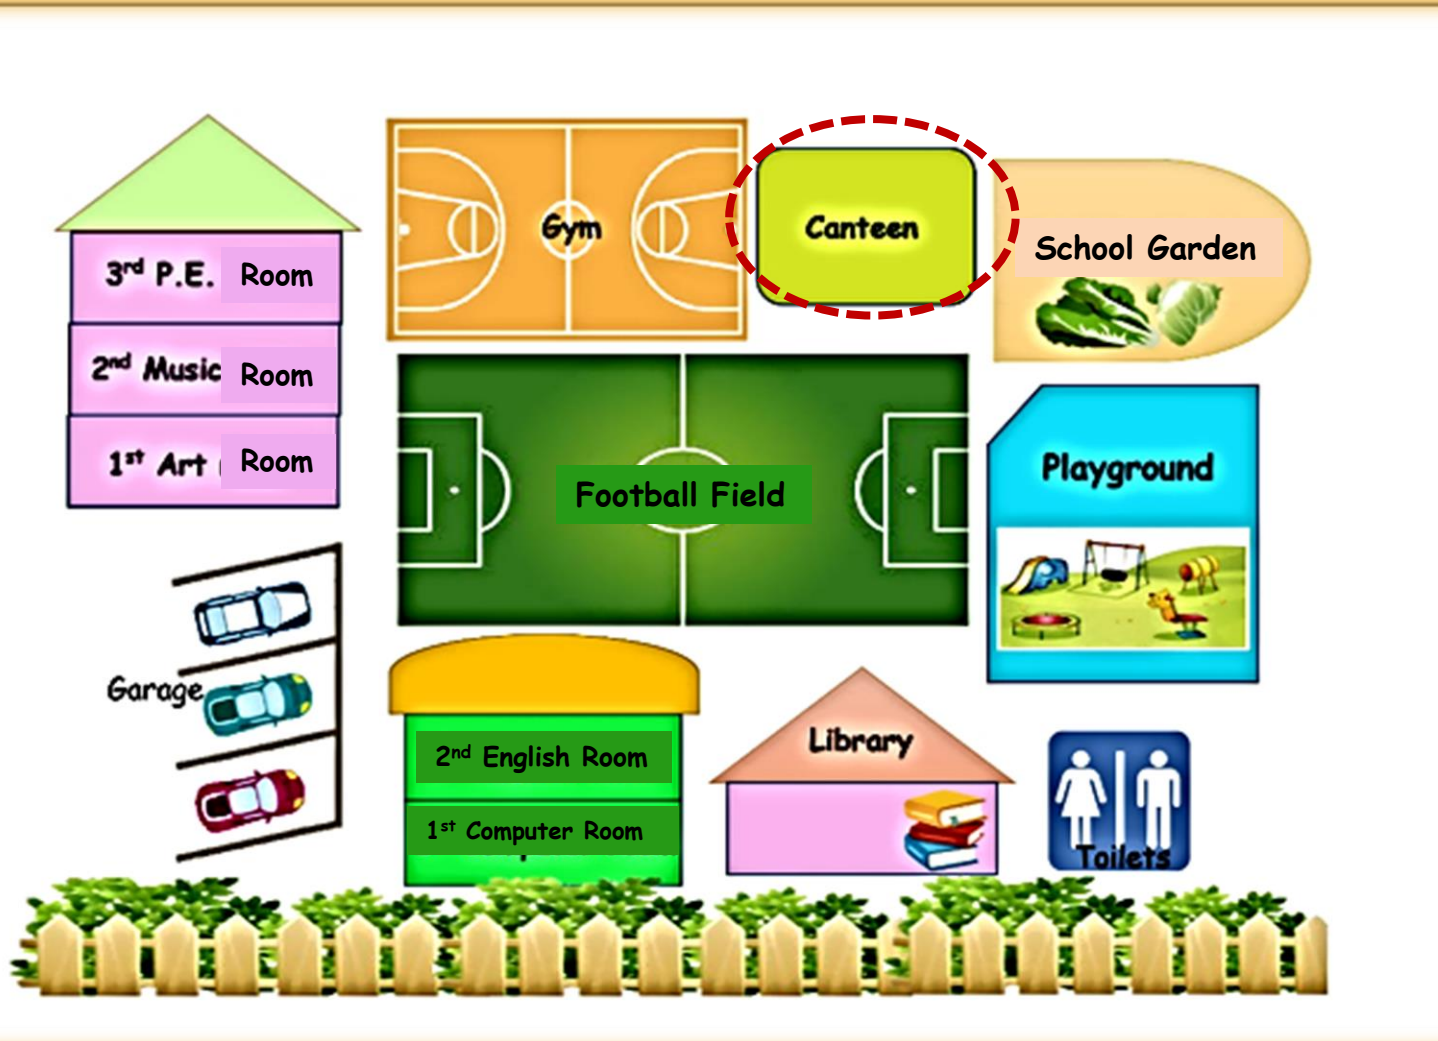 Gym
Canteen
School Garden
3rd P.E. Room
2nd Music Room
1st Art Room
Football Field
Playground
Garage
2nd English Room
1st Computer Room
Library
Toilets